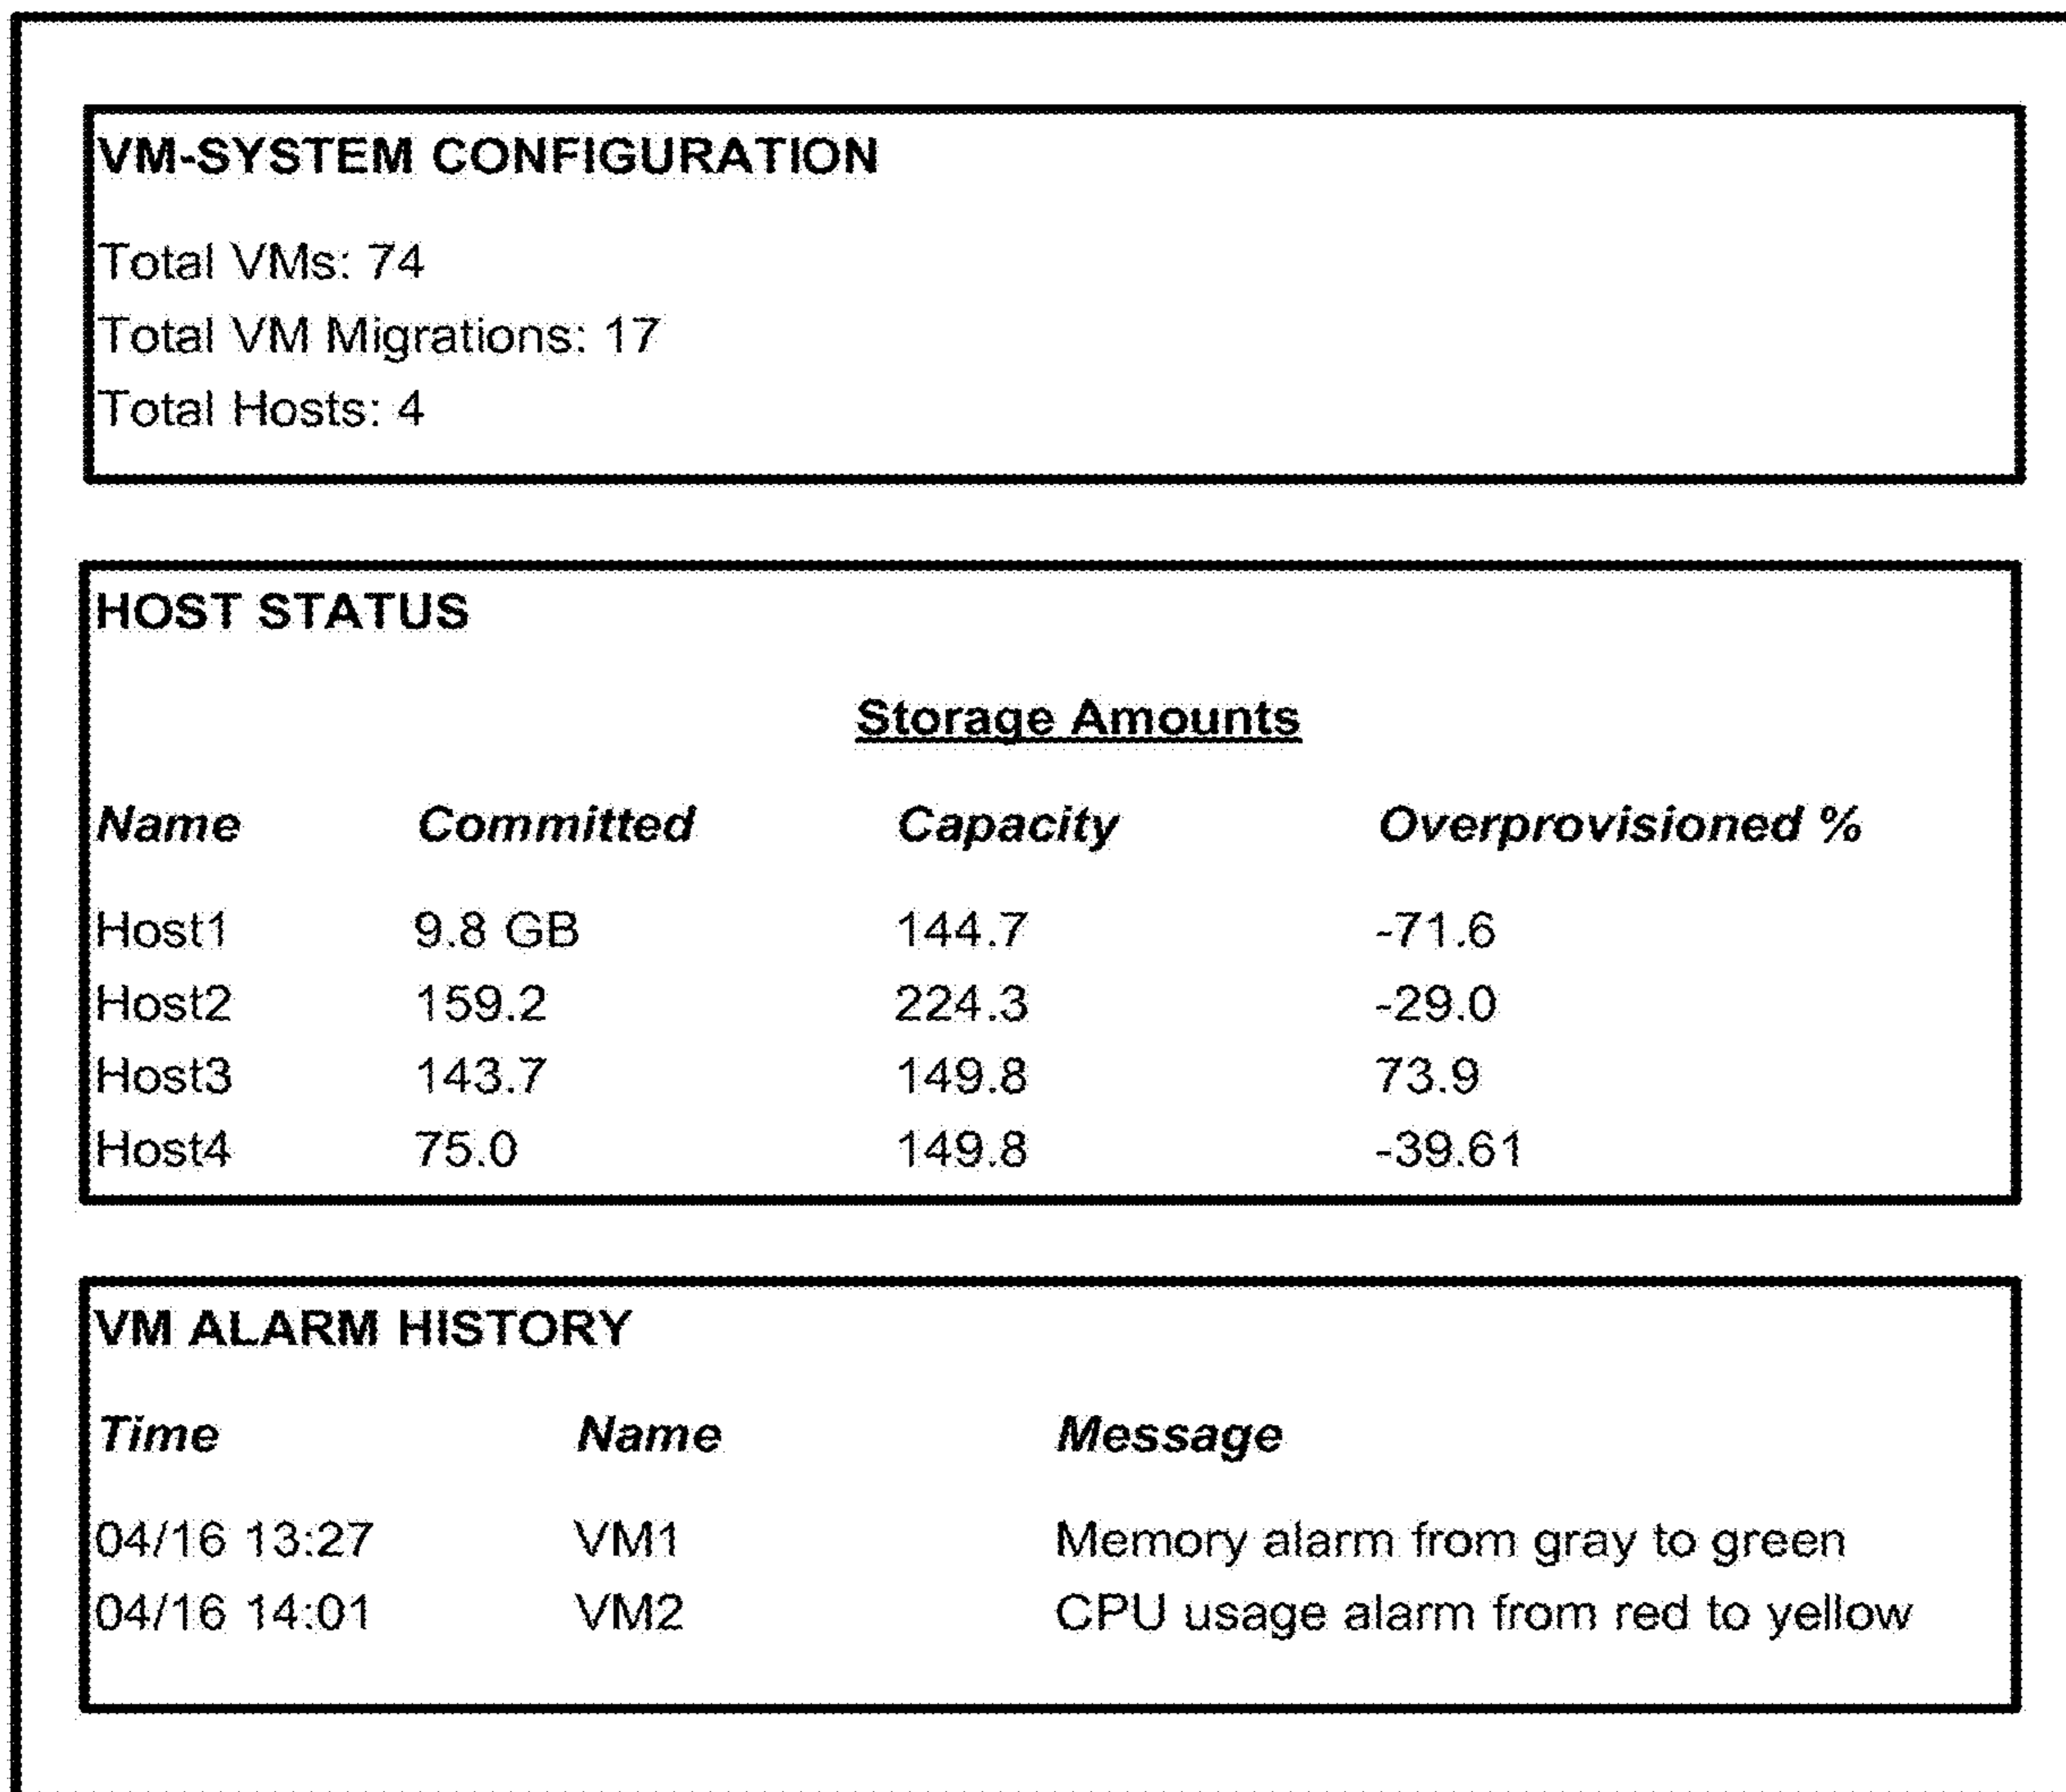 VM-SYSTEM CONFIGURATION
Total VMs: 74
Total VM Migrations: 17
Total Hosts: 4
HOST STATUS
Storage Amounts
Name Committed Capacity Overprovisioned %
Host1 9.8 GB 144.7 -71.6
Host2 159.2 224.3 -29.0
Host3 143.7 149.8 73.9
Host4 75.0 149.8 -39.61
VM ALARM HISTORY
Time Name Message
04/16 13:27 VM1 Memory alarm from gray to green
04/16 14:01 VM2 CPU usage alarm from red to yellow